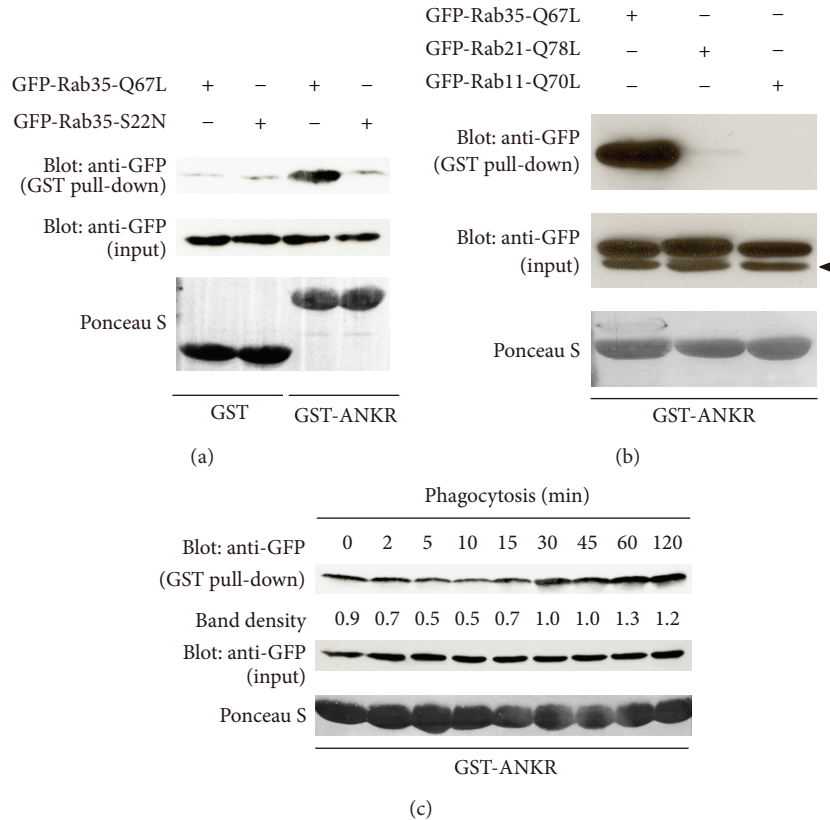 GFP-Rab35-Q67L + − + −
GFP-Rab35-S22N − + − +
Blot: anti-GFP
(GST pull-down)
Blot: anti-GFP
(input)
Ponceau S
GST GST-ANKR
(a)
GFP-Rab35-Q67L + − −
GFP-Rab21-Q78L − + −
GFP-Rab11-Q70L − − +
Blot: anti-GFP
(GST pull-down)
Blot: anti-GFP
(input)
Ponceau S
GST-ANKR
(b)
Phagocytosis (min)
Blot: anti-GFP 0 2 5 10 15 30 45 60 120
(GST pull-down)
Band density 0.9 0.7 0.5 0.5 0.7 1.0 1.0 1.3 1.2
Blot: anti-GFP
(input)
Ponceau S
GST-ANKR
(c)